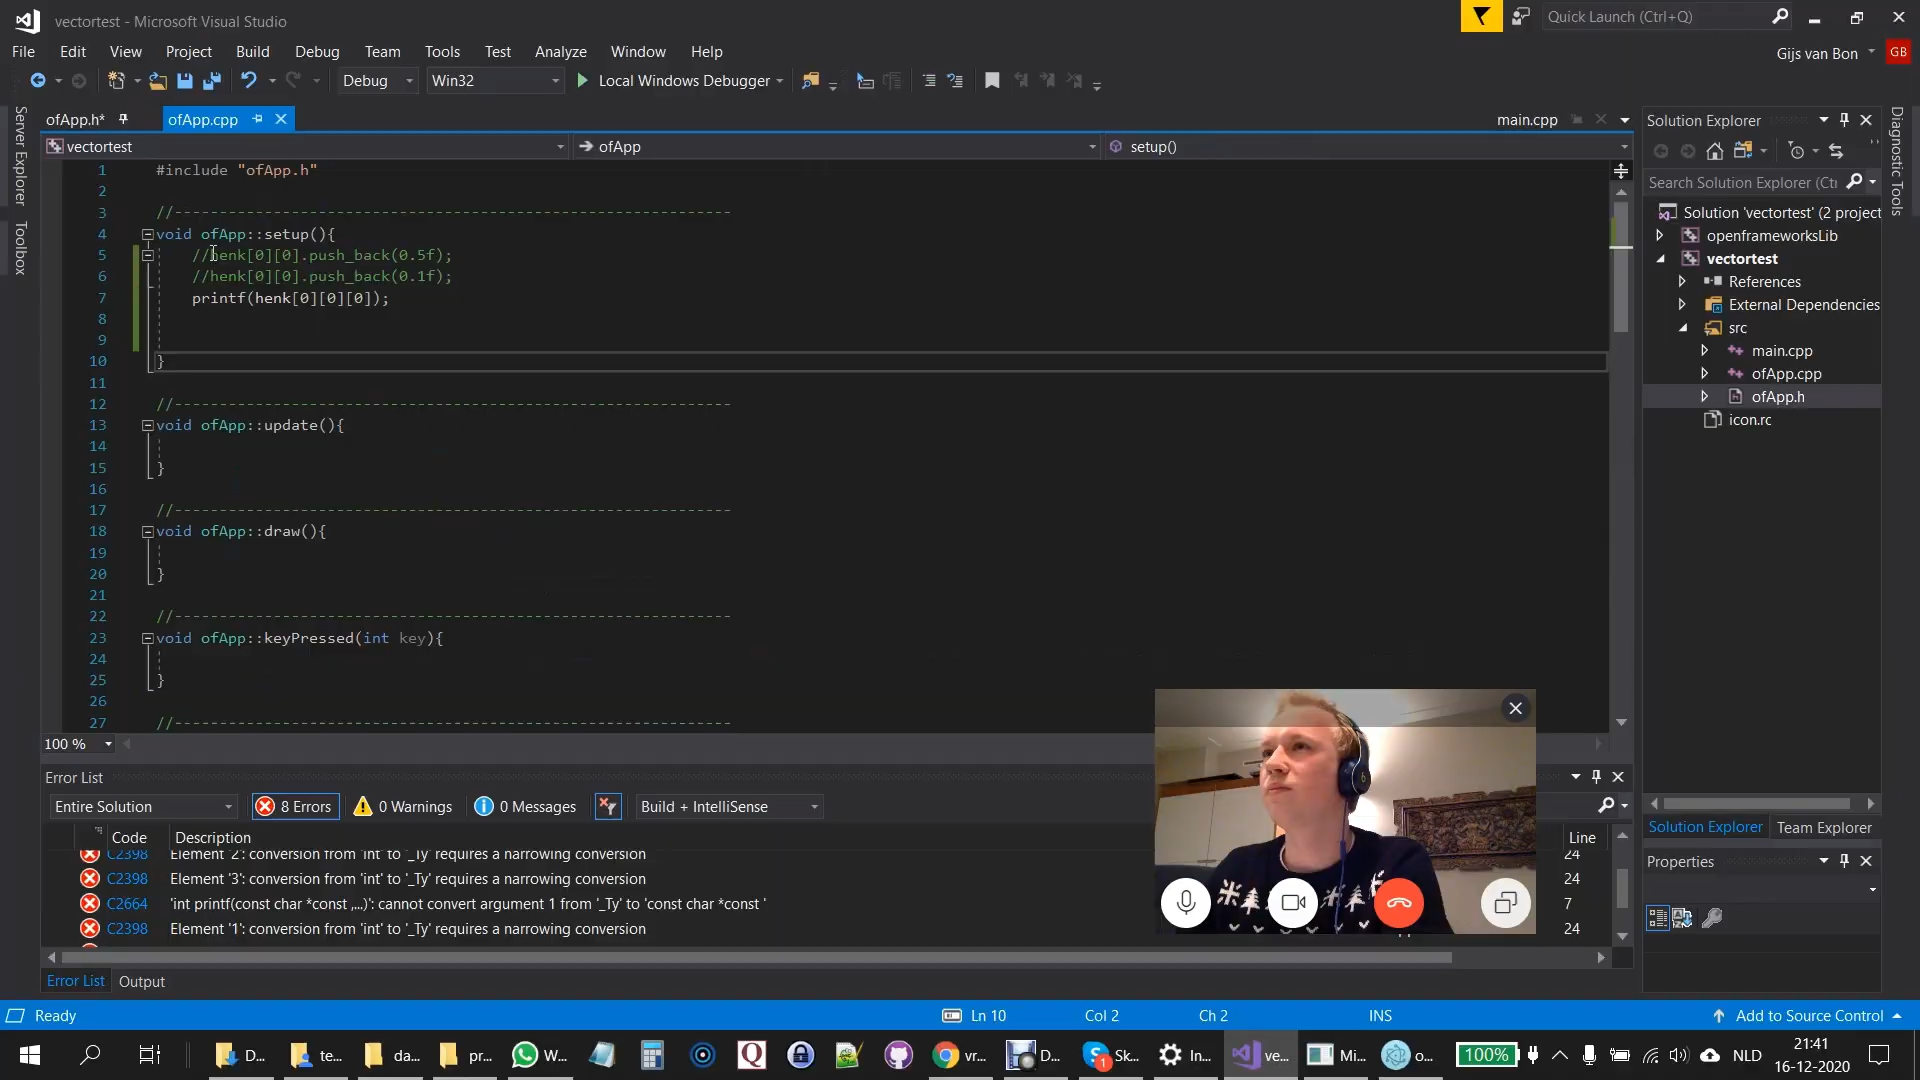 vectortest - Microsoft Visual Studio
Quick Launch (Ctrl+Q)
File Edit View Project Build Debug Team Tools Test Analyze Window Help
Gijs van Bon GB
Debug Win32 Local Windows Debugger
Server Explorer
Toolbox
ofApp.h* ofApp.cpp main.cpp
vectortest ofApp setup()
1 #include "ofApp.h"
2
3 //--------------------------------------------------------------
4 void ofApp::setup(){
5 //henk[0][0].push_back(0.5f);
6 //henk[0][0].push_back(0.1f);
7 printf(henk[0][0][0]);
8
9
10 }
11
12 //--------------------------------------------------------------
13 void ofApp::update(){
14
15 }
16
17 //--------------------------------------------------------------
18 void ofApp::draw(){
19
20 }
21
22 //--------------------------------------------------------------
23 void ofApp::keyPressed(int key){
24
25 }
26
27 //--------------------------------------------------------------
100 %
Solution Explorer
Search Solution Explorer (Ctr
Solution 'vectortest' (2 project
openframeworksLib
vectortest
References
External Dependencies
src
main.cpp
ofApp.cpp
ofApp.h
icon.rc
Diagnostic Tools
Solution Explorer Team Explorer
Properties
Error List
Entire Solution 8 Errors 0 Warnings 0 Messages Build + IntelliSense
Code Description Line
C2398 Element '2': conversion from 'int' to '_Ty' requires a narrowing conversion 24
C2398 Element '3': conversion from 'int' to '_Ty' requires a narrowing conversion 24
C2664 'int printf(const char *const ,...)': cannot convert argument 1 from '_Ty' to 'const char *const ' 7
C2398 Element '1': conversion from 'int' to '_Ty' requires a narrowing conversion 24
Error List Output
Ready Ln 10 Col 2 Ch 2 INS Add to Source Control
D... te... da... pr... W... vr... D... Sk... In... ve... Mi... o... 100% NLD
21:41
16-12-2020